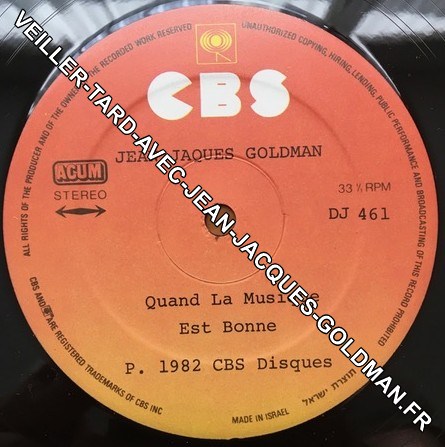 ALL RIGHTS OF THE PRODUCER AND OF THE OWNER OF THE RECORDED WORK RESERVED
UNAUTHORIZED COPYING, HIRING, LENDING, PUBLIC PERFORMANCE AND BROADCASTING OF THIS RECORD PROHIBITED
CBS
JEAN JAQUES GOLDMAN
ACUM
STEREO
33 ⅓ RPM
DJ 461
Quand La Musique
Est Bonne
P. 1982 CBS Disques
CBS AND ARE REGISTERED TRADEMARKS OF CBS INC
MADE IN ISRAEL
תוצרת ישראל
VEILLER-TARD-AVEC-JEAN-JACQUES-GOLDMAN.FR